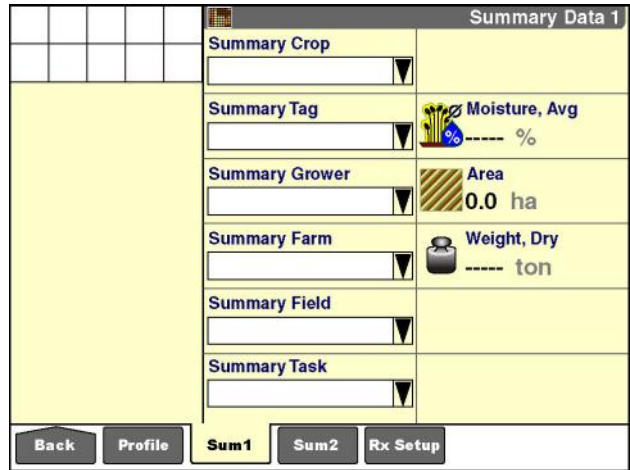 Summary Data 1
Summary Crop
Summary Tag
Moisture, Avg
% ----- %
Summary Grower
Area
0.0 ha
Summary Farm
Weight, Dry
----- ton
Summary Field
Summary Task
Back Profile Sum1 Sum2 Rx Setup